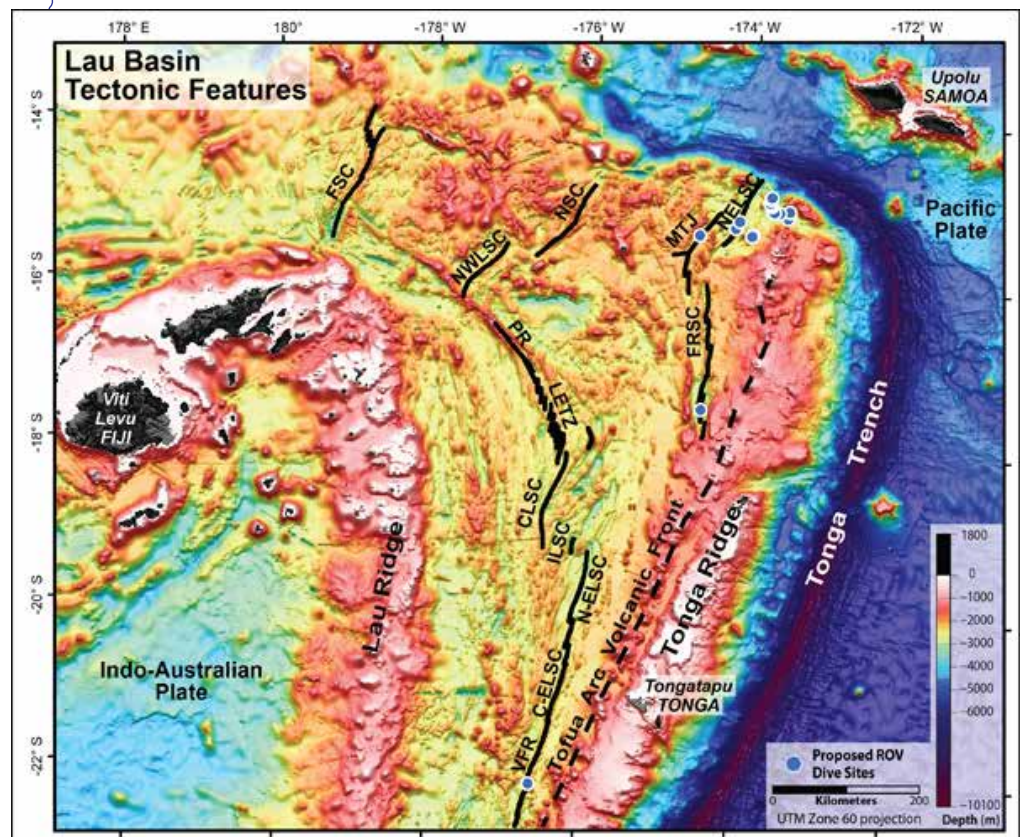 178° E
180°
-178° W
-176° W
-174° W
-172° W
Lau Basin
Tectonic Features
Upolu
SAMOA
-14° S
FSC
NSC
NELSC
MTJ
Pacific
Plate
-16° S
NWLSC
PR
FRSC
LETZ
Viti
Levu
FIJI
-18° S
CLSC
ILSC
N-ELSC
Lau Ridge
Tofua Arc Volcanic Front
Tonga Ridge
Tonga Trench
-20° S
Indo-Australian
Plate
C-ELSC
Tongatapu
TONGA
VFR
-22° S
1800
0
-1000
-2000
-3000
-4000
-5000
-6000
-10100
Depth (m)
Proposed ROV
Dive Sites
0
200
Kilometers
UTM Zone 60 projection